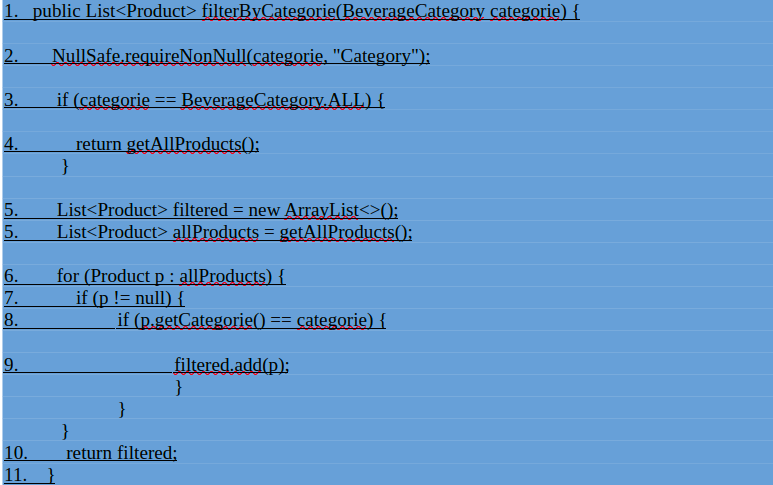 1. public List<Product> filterByCategorie(BeverageCategory categorie) {
2. NullSafe.requireNonNull(categorie, "Category");
3. if (categorie == BeverageCategory.ALL) {
4. return getAllProducts();
}
5. List<Product> filtered = new ArrayList<>();
5. List<Product> allProducts = getAllProducts();
6. for (Product p : allProducts) {
7. if (p != null) {
8. if (p.getCategorie() == categorie) {
9. filtered.add(p);
}
}
}
10. return filtered;
11. }